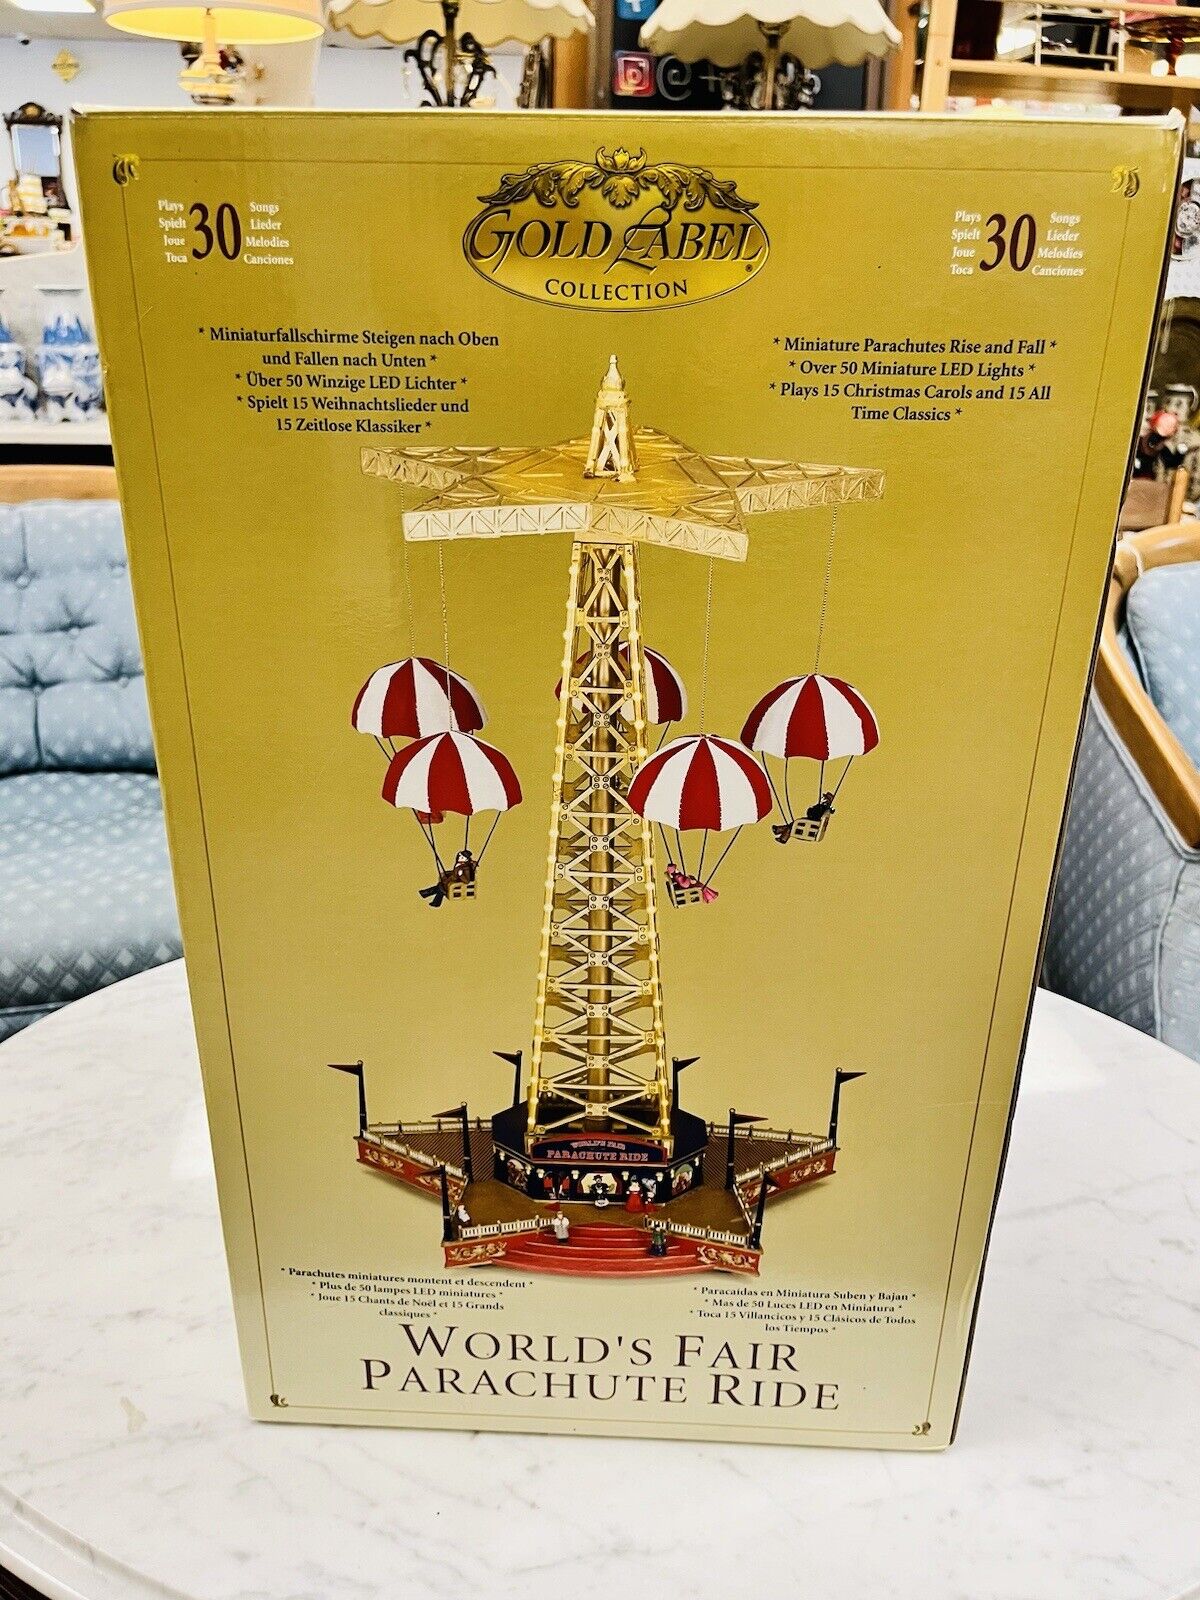 Plays
Spielt
Joue
Toca
30
Songs
Lieder
Melodies
Canciones
GOLD LABEL®
COLLECTION
Plays
Spielt
Joue
Toca
30
Songs
Lieder
Melodies
Canciones
* Miniaturfallschirme Steigen nach Oben
und Fallen nach Unten *
* Über 50 Winzige LED Lichter *
* Spielt 15 Weihnachtslieder und
15 Zeitlose Klassiker *
* Miniature Parachutes Rise and Fall *
* Over 50 Miniature LED Lights *
* Plays 15 Christmas Carols and 15 All
Time Classics *
WORLD'S FAIR
PARACHUTE RIDE
* Parachutes miniatures montent et descendent *
* Plus de 50 lampes LED miniatures *
* Joue 15 Chants de Noël et 15 Grands
classiques *
* Paracaídas en Miniatura Suben y Bajan *
* Mas de 50 Luces LED en Miniatura *
* Toca 15 Villancicos y 15 Clásicos de Todos
los Tiempos *
WORLD'S FAIR
PARACHUTE RIDE